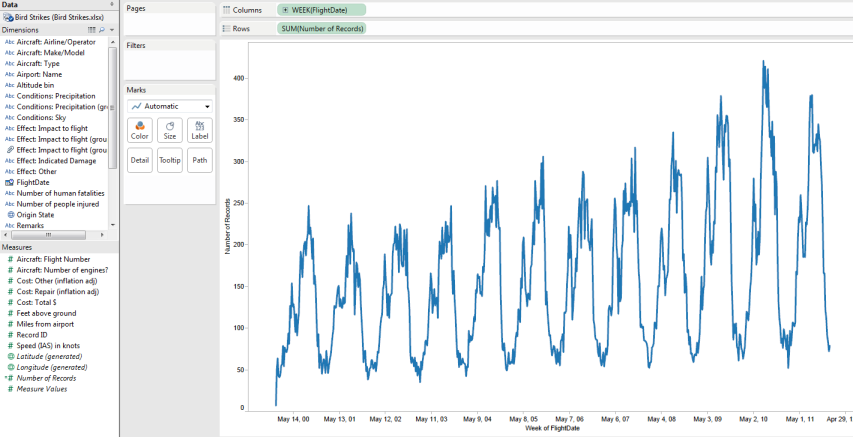 Data
Bird Strikes (Bird Strikes.xlsx)
Dimensions
Abc Aircraft: Airline/Operator
Abc Aircraft: Make/Model
Abc Aircraft: Type
Abc Airport: Name
Abc Altitude bin
Abc Conditions: Precipitation
Abc Conditions: Precipitation (gro
Abc Conditions: Sky
Abc Effect: Impact to flight
Abc Effect: Impact to flight (grou
Effect: Impact to flight (grou
Abc Effect: Indicated Damage
Abc Effect: Other
FlightDate
Abc Number of human fatalities
Abc Number of people injured
Origin State
Abc Remarks
Measures
# Aircraft: Flight Number
# Aircraft: Number of engines?
# Cost: Other (inflation adj)
# Cost: Repair (inflation adj)
# Cost: Total $
# Feet above ground
# Miles from airport
# Record ID
# Speed (IAS) in knots
Latitude (generated)
Longitude (generated)
# Number of Records
# Measure Values
Pages
Filters
Marks
Automatic
Color
Size
Abc
123
Label
Detail
Tooltip
Path
Columns
WEEK(FlightDate)
Rows
SUM(Number of Records)
Number of Records
400
350
300
250
200
150
100
50
0
May 14, 00
May 13, 01
May 12, 02
May 11, 03
May 9, 04
May 8, 05
May 7, 06
May 6, 07
May 4, 08
May 3, 09
May 2, 10
May 1, 11
Apr 29, 1
Week of FlightDate